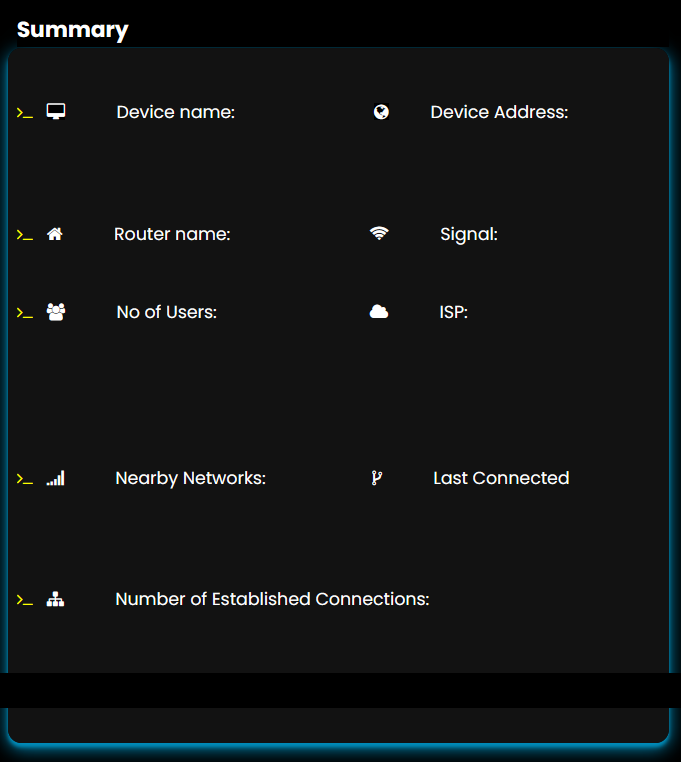 Summary
Device name: Device Address:
Router name: Signal:
No of Users: ISP:
Nearby Networks: Last Connected
Number of Established Connections: